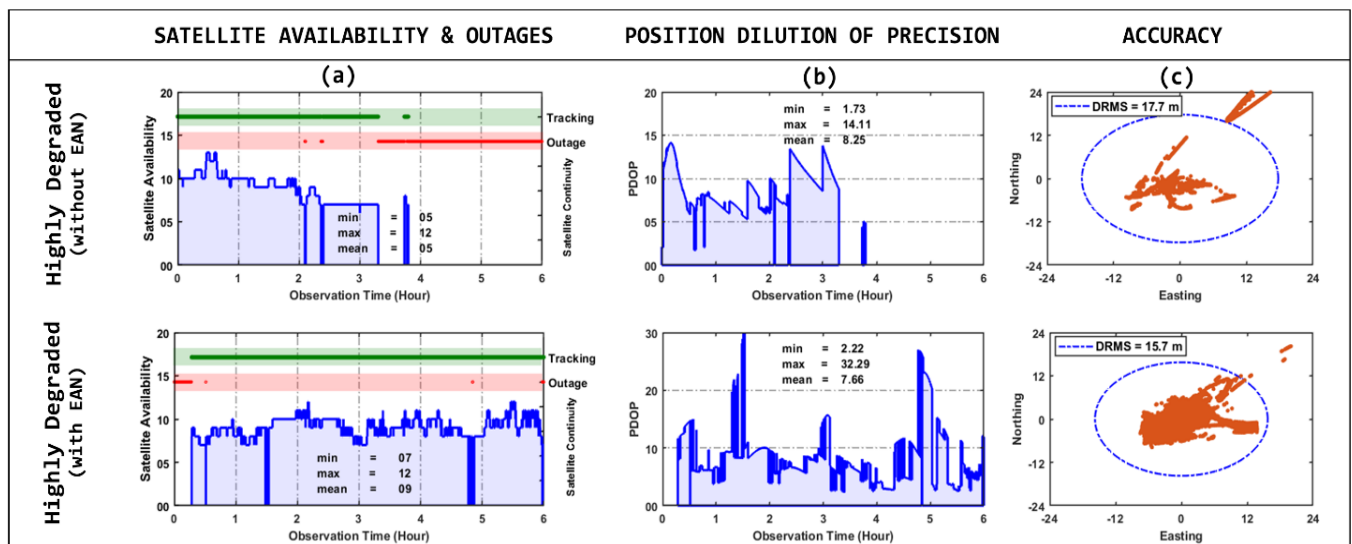 SATELLITE AVAILABILITY & OUTAGES POSITION DILUTION OF PRECISION ACCURACY
Highly Degraded
(without EAN)
(a)
20
15
10
05
00
Satellite Availability
Tracking
Outage
Satellite Continuity
min = 05
max = 12
mean = 05
0 1 2 3 4 5 6
Observation Time (Hour)
(b)
20
15
10
05
00
PDOP
min = 1.73
max = 14.11
mean = 8.25
0 1 2 3 4 5 6
Observation Time (Hour)
(c)
24
12
0
-12
-24
Northing
DRMS = 17.7 m
-24 -12 0 12 24
Easting
Highly Degraded
(with EAN)
20
15
10
05
00
Satellite Availability
Tracking
Outage
Satellite Continuity
min = 07
max = 12
mean = 09
0 1 2 3 4 5 6
Observation Time (Hour)
30
20
10
00
PDOP
min = 2.22
max = 32.29
mean = 7.66
0 1 2 3 4 5 6
Observation Time (Hour)
24
12
0
-12
-24
Northing
DRMS = 15.7 m
-24 -12 0 12 24
Easting